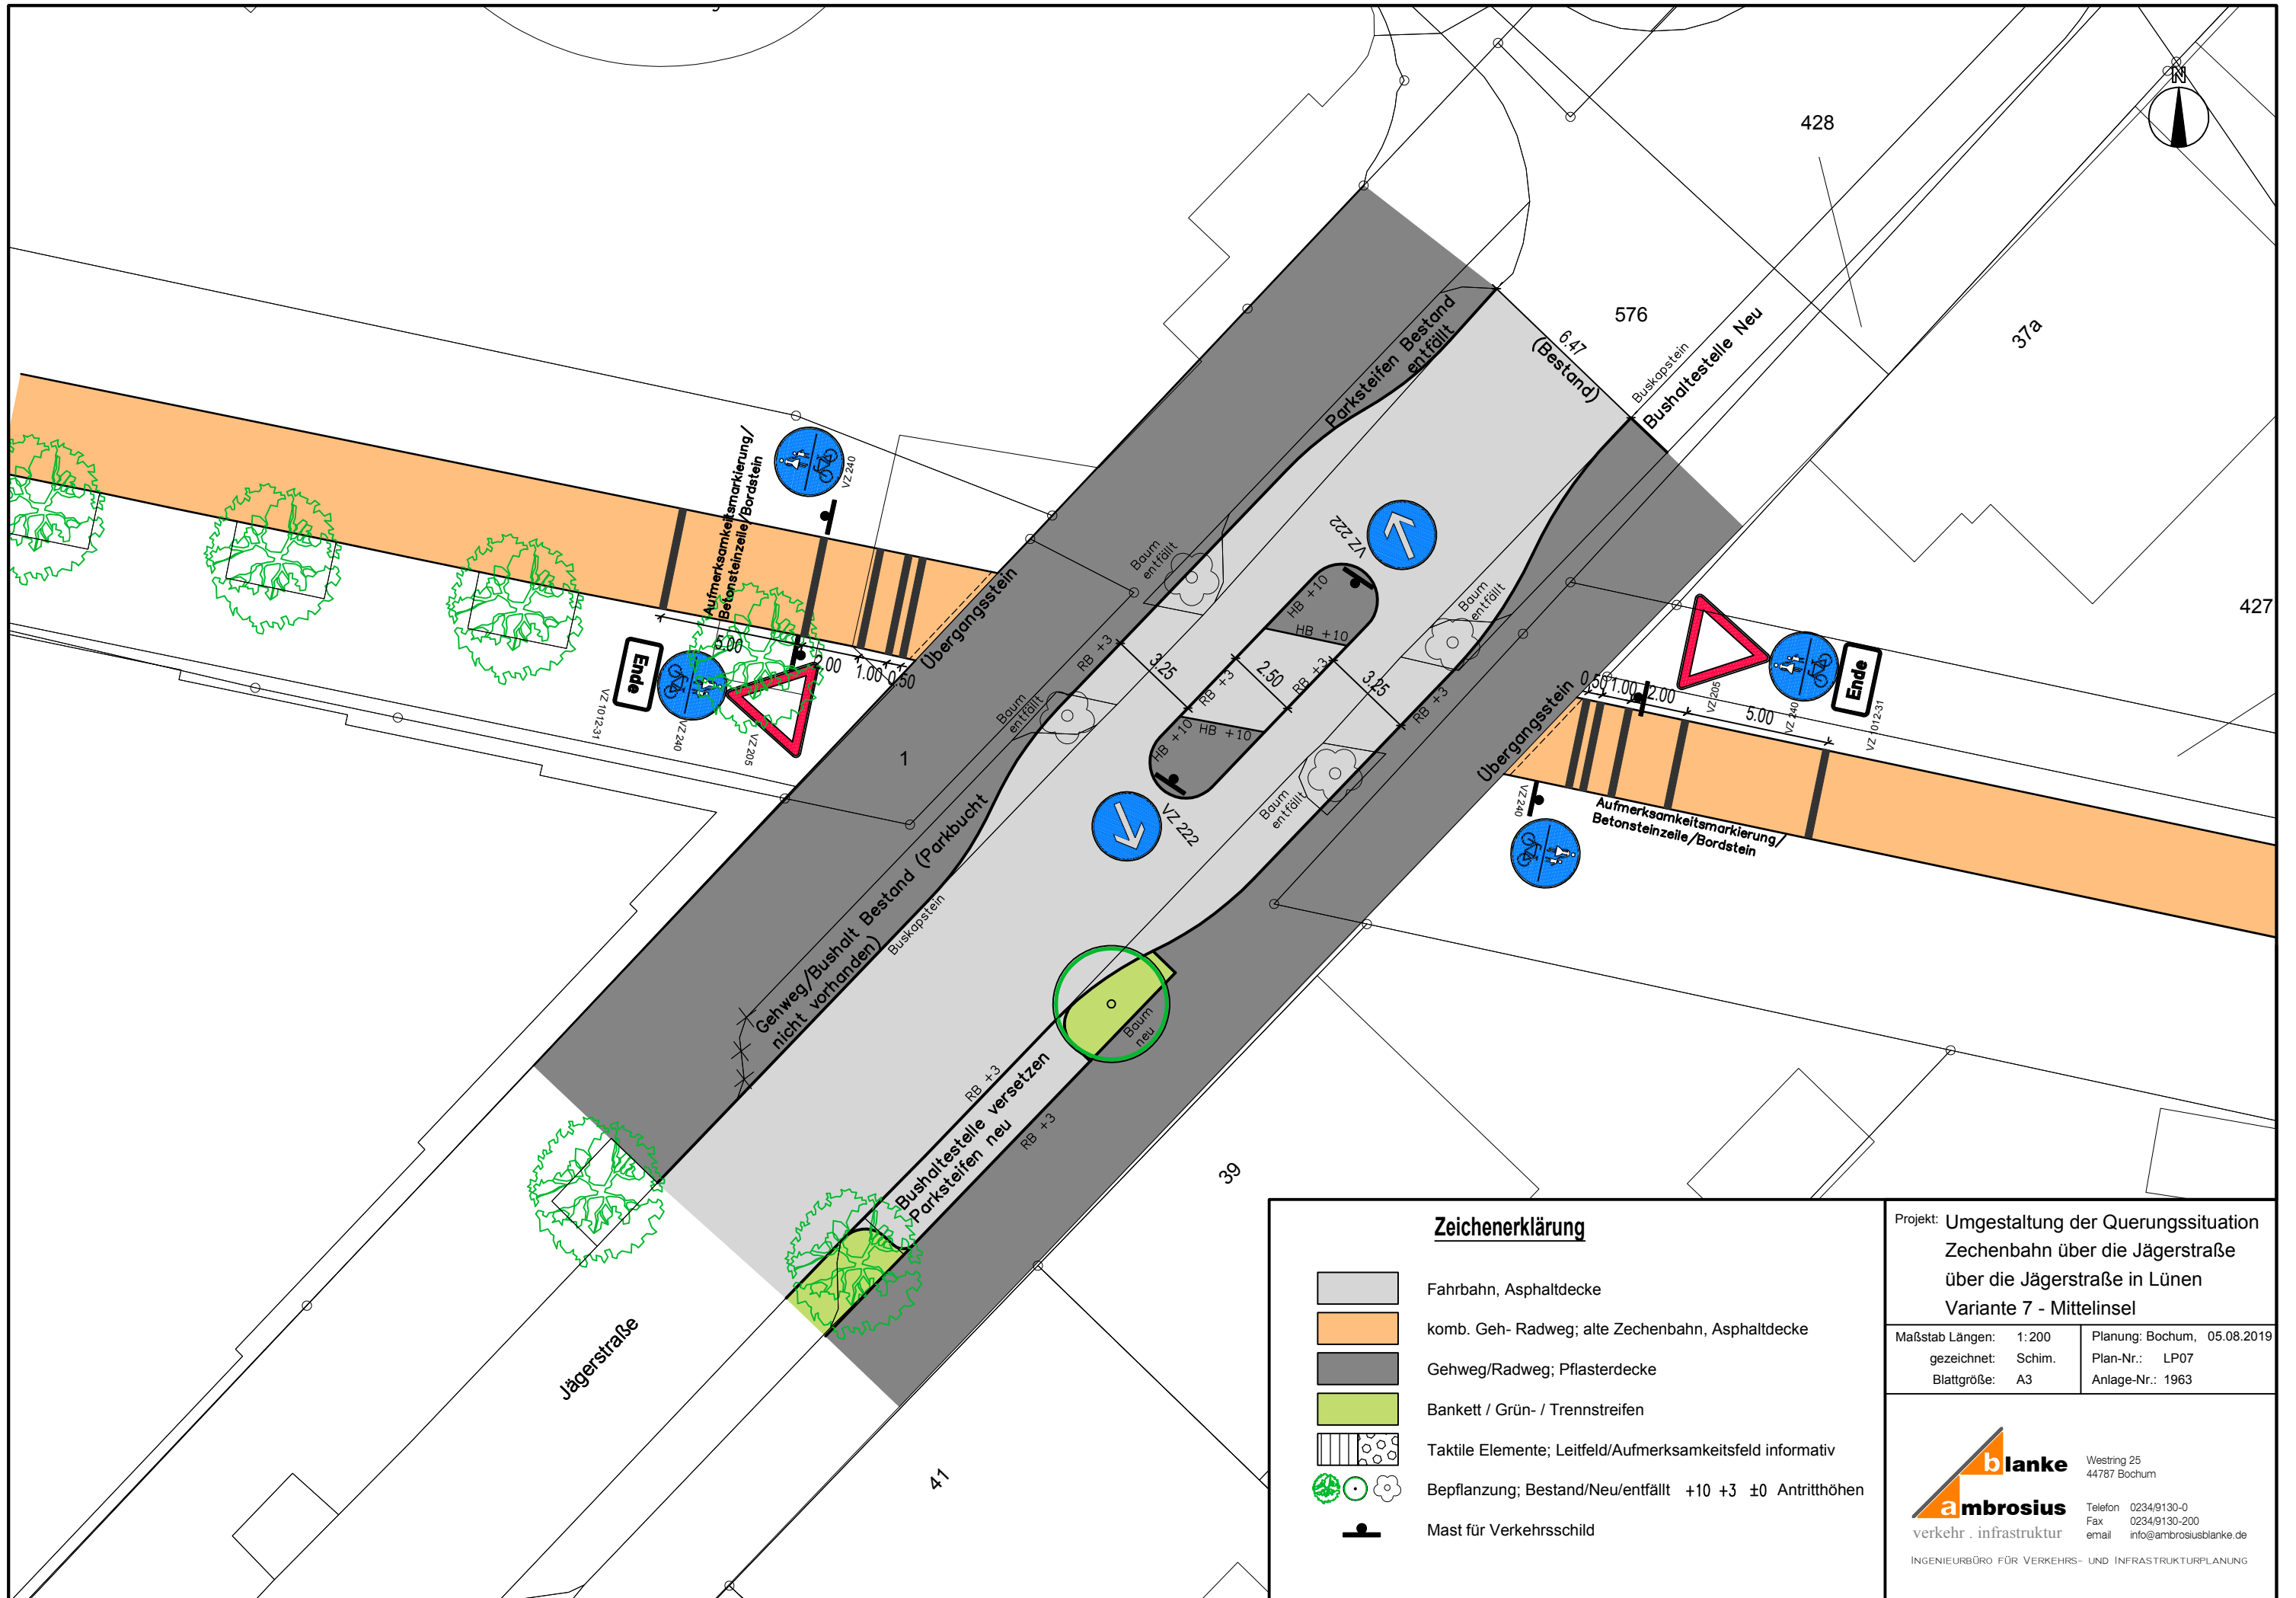 N
428
576
37a
427
6.47
(Bestand)
Buskapstein
Bushaltestelle Neu
Parksteifen Bestand
entfällt
Aufmerksamkeitsmarkierung/
Betonsteinzeile/Bordstein
VZ 240
VZ 222
Baum
entfällt
Baum
entfällt
HB +10
HB +10
Übergangsstein
RB +3
3.25
2.50
RB +3
3.25
RB +3
RB +3
5.00
2.00
1.00
0.50
Ende
VZ 1012-31
VZ 240
VZ 205
Baum
entfällt
HB +10
HB +10
VZ 222
Baum
entfällt
Übergangsstein
0.50
1.00
2.00
5.00
VZ 205
VZ 240
Ende
VZ 1012-31
VZ 240
Aufmerksamkeitsmarkierung/
Betonsteinzeile/Bordstein
1
Gehweg/Bushalt Bestand (Parkbucht
nicht vorhanden)
Buskapstein
Baum
neu
RB +3
Bushaltestelle versetzen
Parksteifen neu
RB +3
39
41
Jägerstraße
Zeichenerklärung
Fahrbahn, Asphaltdecke
komb. Geh- Radweg; alte Zechenbahn, Asphaltdecke
Gehweg/Radweg; Pflasterdecke
Bankett / Grün- / Trennstreifen
Taktile Elemente; Leitfeld/Aufmerksamkeitsfeld informativ
Bepflanzung; Bestand/Neu/entfällt +10 +3 ±0 Antritthöhen
Mast für Verkehrsschild
Projekt: Umgestaltung der Querungssituation
Zechenbahn über die Jägerstraße
über die Jägerstraße in Lünen
Variante 7 - Mittelinsel
Maßstab Längen: 1:200
gezeichnet: Schim.
Blattgröße: A3
Planung: Bochum, 05.08.2019
Plan-Nr.: LP07
Anlage-Nr.: 1963
blanke
ambrosius
verkehr . infrastruktur
Westring 25
44787 Bochum
Telefon 0234/9130-0
Fax 0234/9130-200
email info@ambrosiusblanke.de
INGENIEURBÜRO FÜR VERKEHRS- UND INFRASTRUKTURPLANUNG